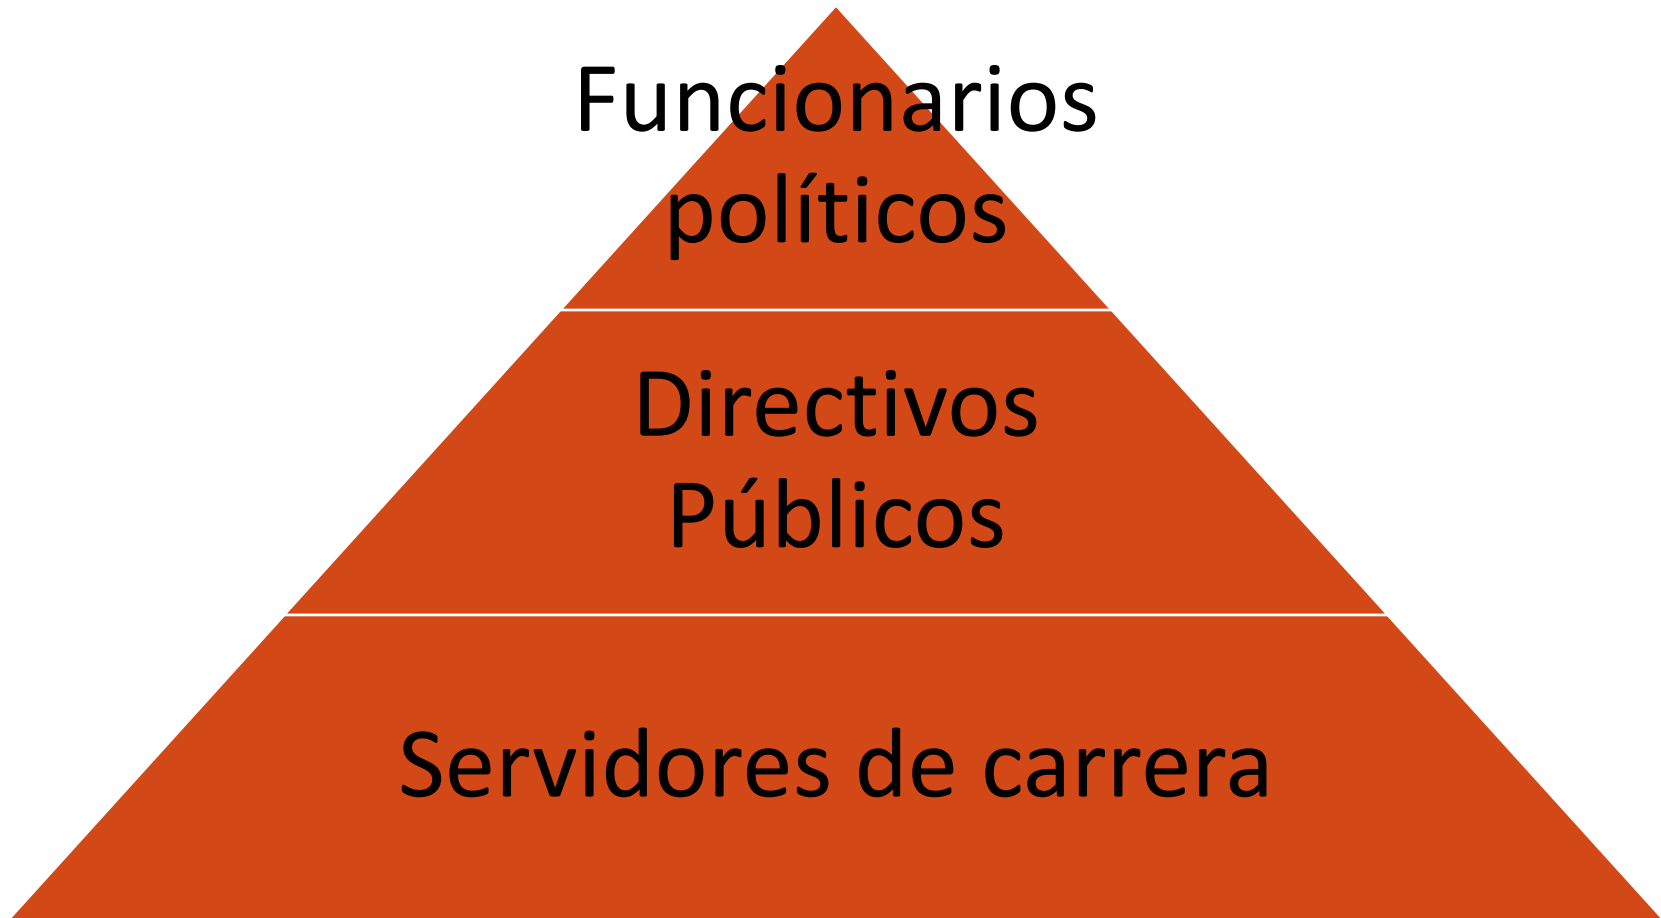 Funcionarios
políticos
Directivos
Públicos
Servidores de carrera